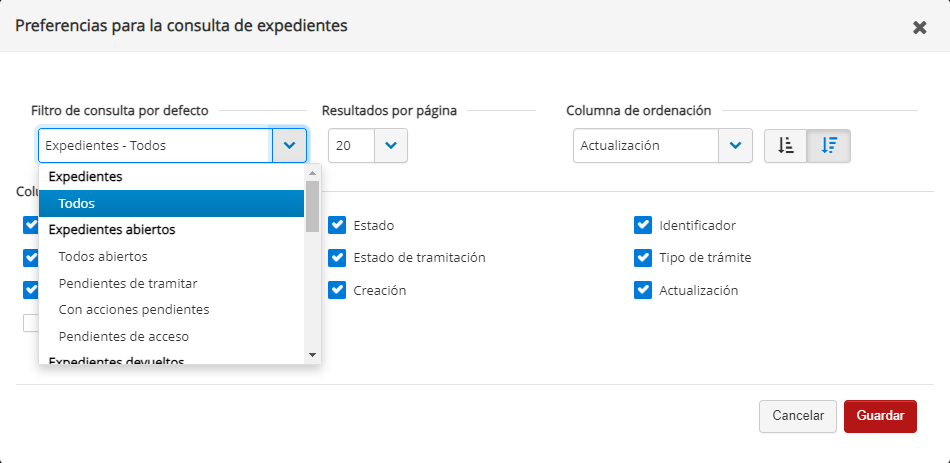 Preferencias para la consulta de expedientes
Filtro de consulta por defecto
Resultados por página
Columna de ordenación
Expedientes - Todos
20
Actualización
Expedientes
Todos
Expedientes abiertos
Todos abiertos
Pendientes de tramitar
Con acciones pendientes
Pendientes de acceso
Expedientes devueltos
Estado
Identificador
Estado de tramitación
Tipo de trámite
Creación
Actualización
Cancelar
Guardar